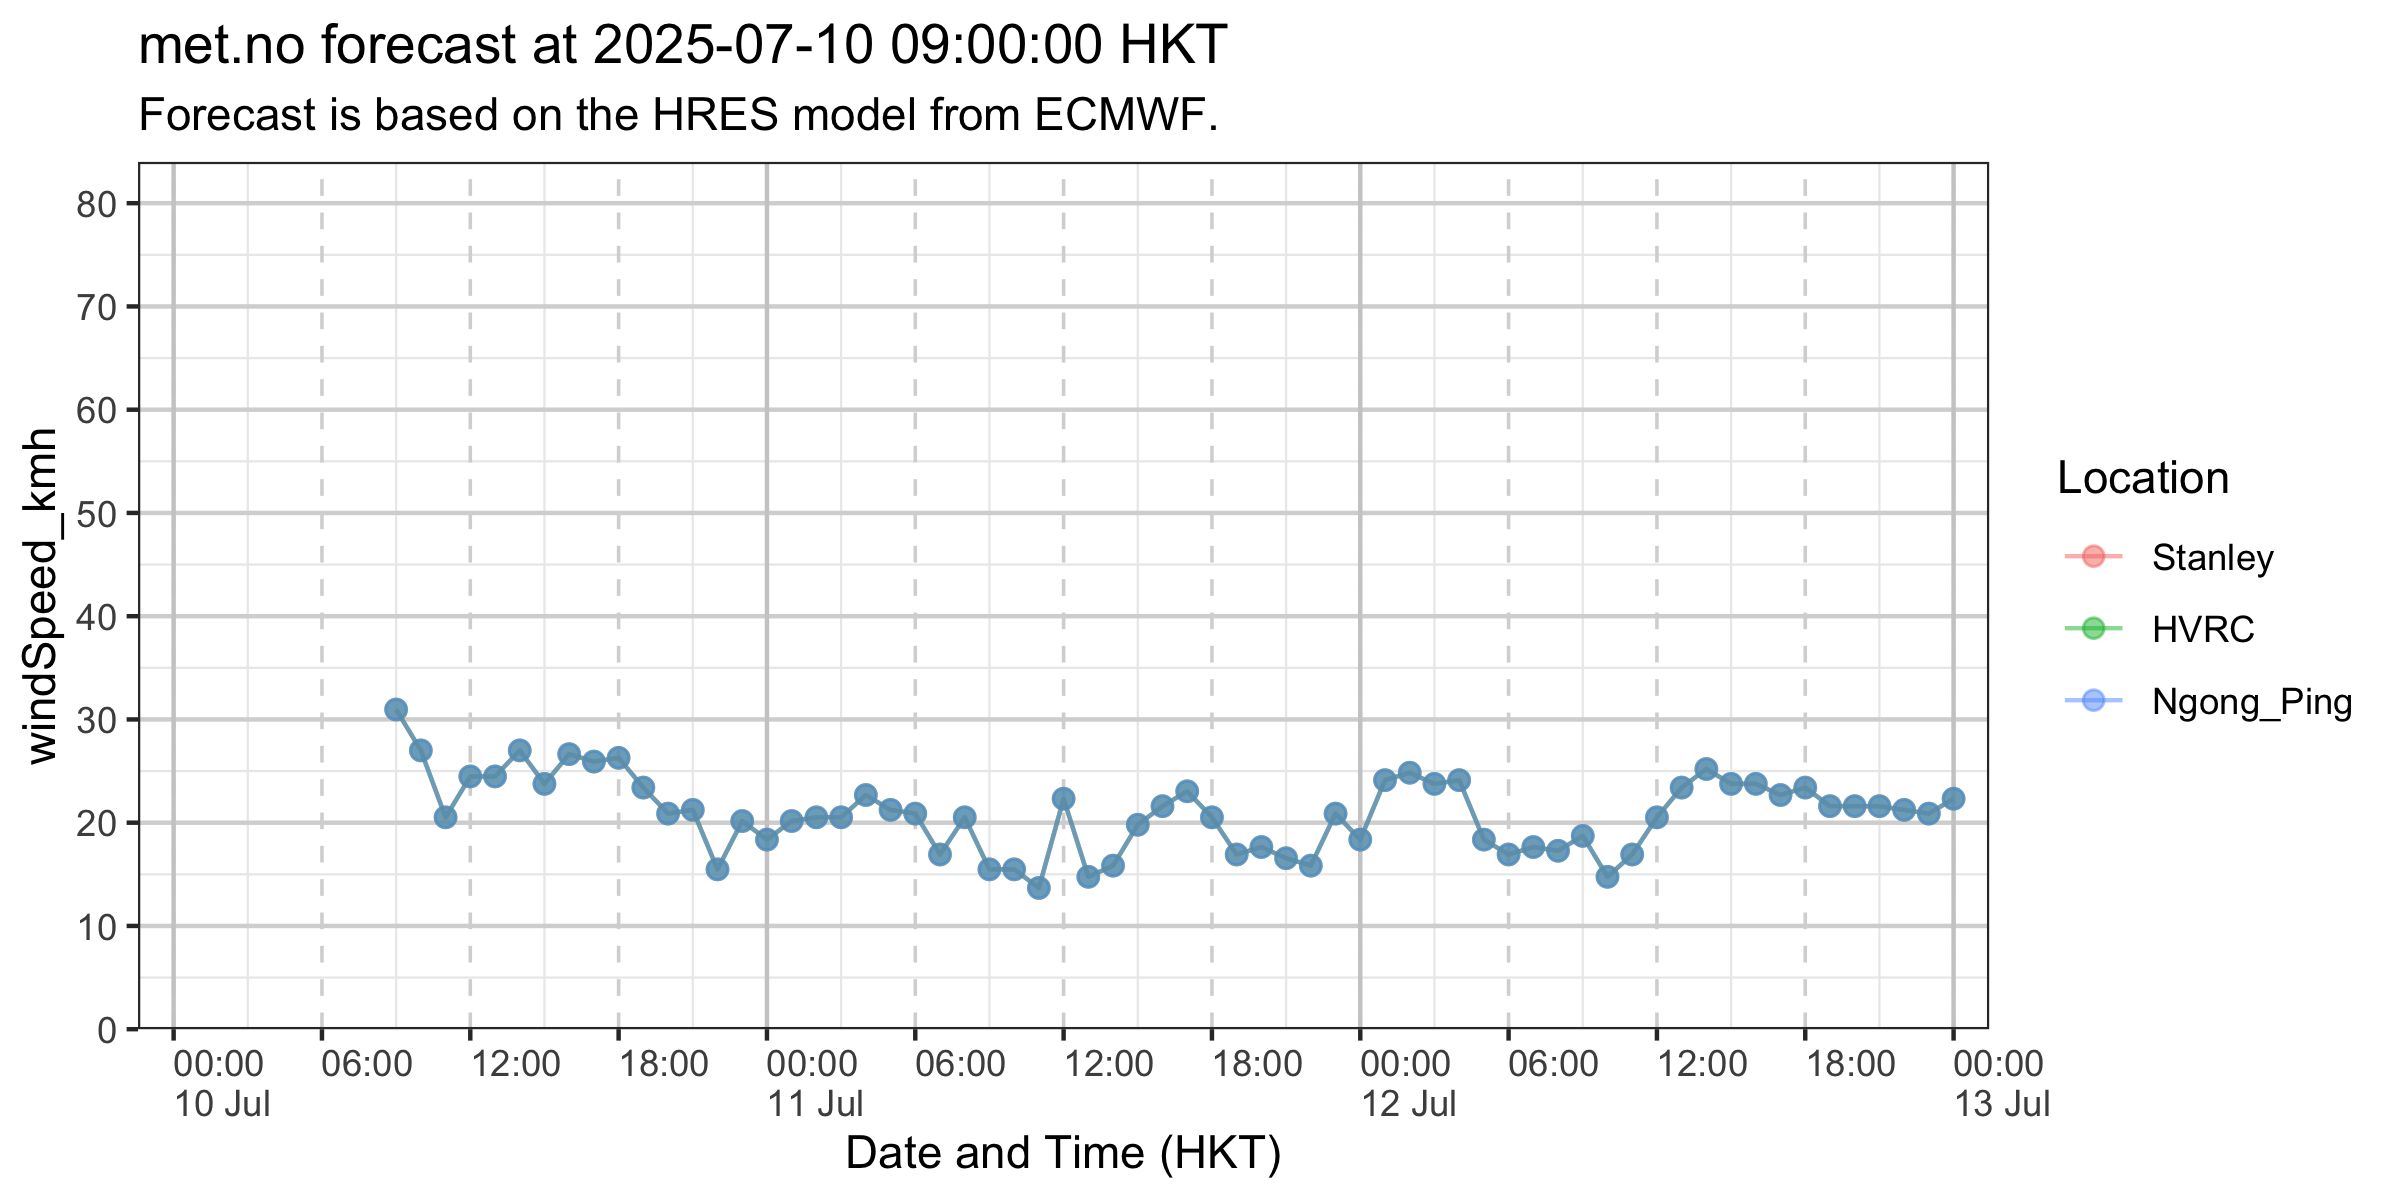 met.no forecast at 2025-07-10 09:00:00 HKT
Forecast is based on the HRES model from ECMWF.
windSpeed_kmh
80
70
60
50
40
30
20
10
0
00:00 06:00 12:00 18:00 00:00 06:00 12:00 18:00 00:00 06:00 12:00 18:00 00:00
10 Jul 11 Jul 12 Jul 13 Jul
Date and Time (HKT)
Location
Stanley
HVRC
Ngong_Ping